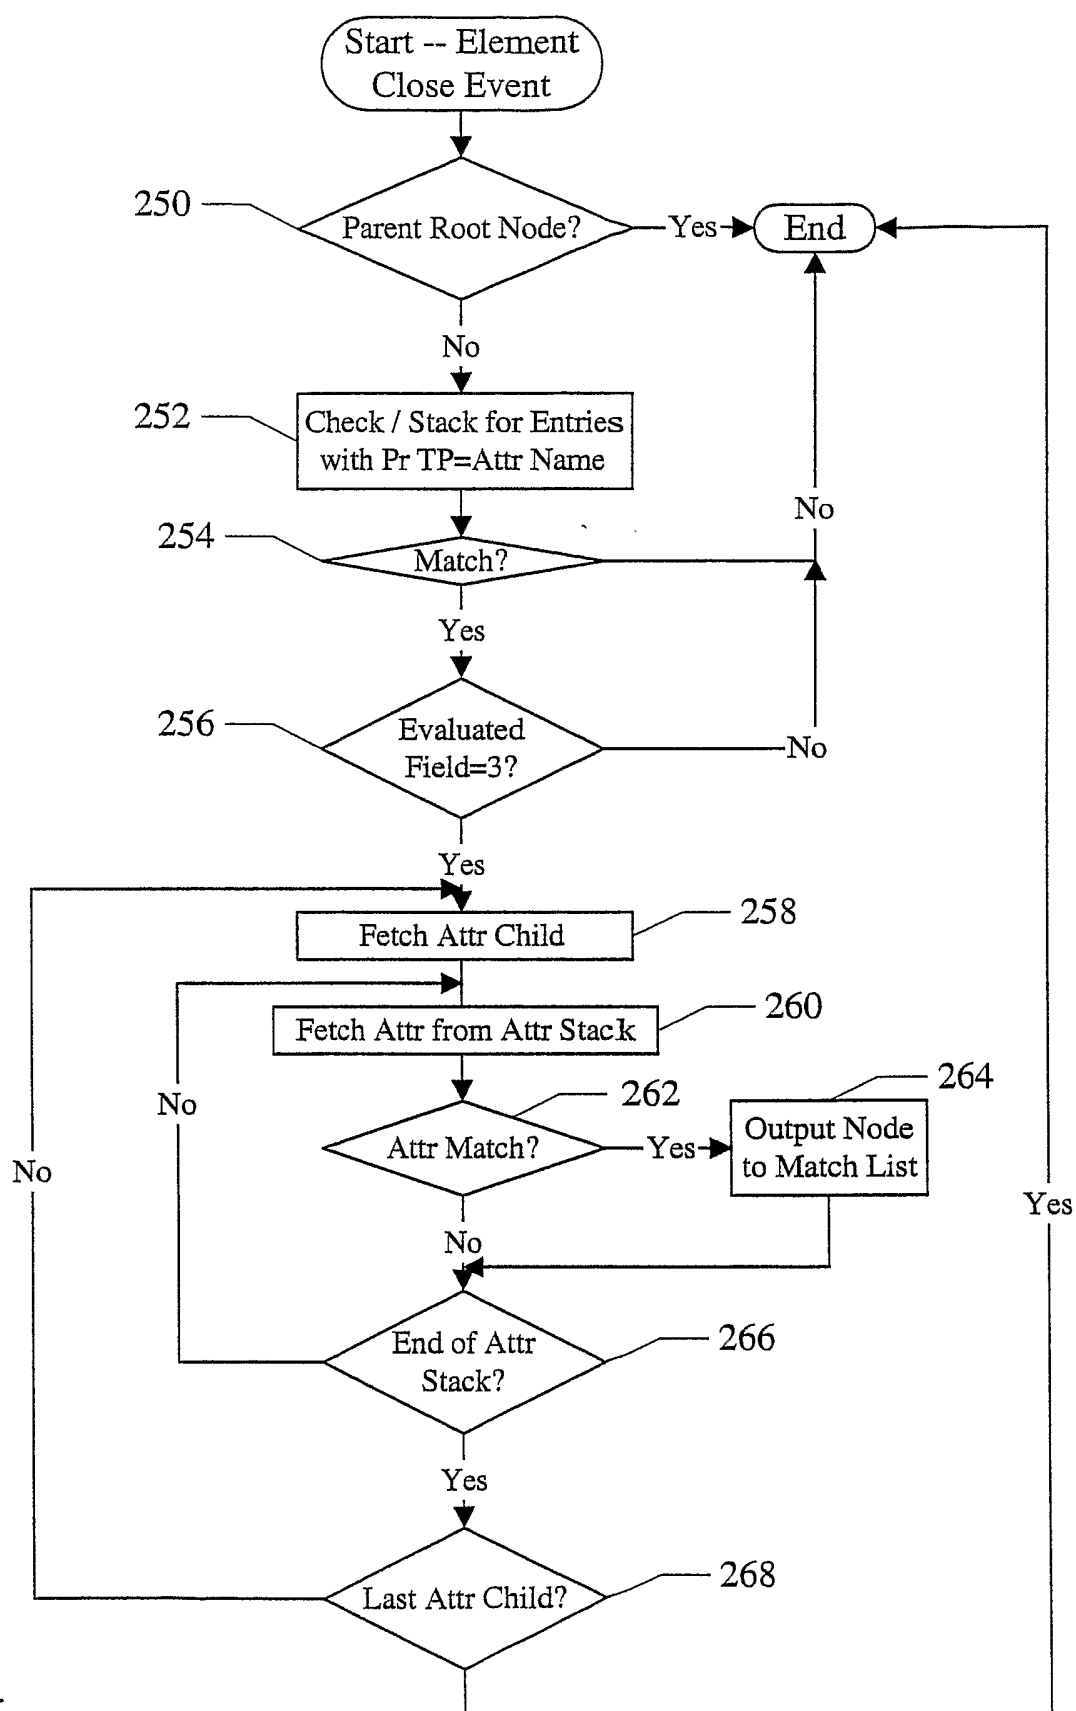 Start -- Element
Close Event
250
Parent Root Node?
Yes
End
No
252
Check / Stack for Entries
with Pr TP=Attr Name
No
254
Match?
Yes
256
Evaluated
Field=3?
No
Yes
258
Fetch Attr Child
260
Fetch Attr from Attr Stack
No
262
264
Attr Match?
Yes
Output Node
to Match List
No
Yes
No
266
End of Attr
Stack?
Yes
268
Last Attr Child?